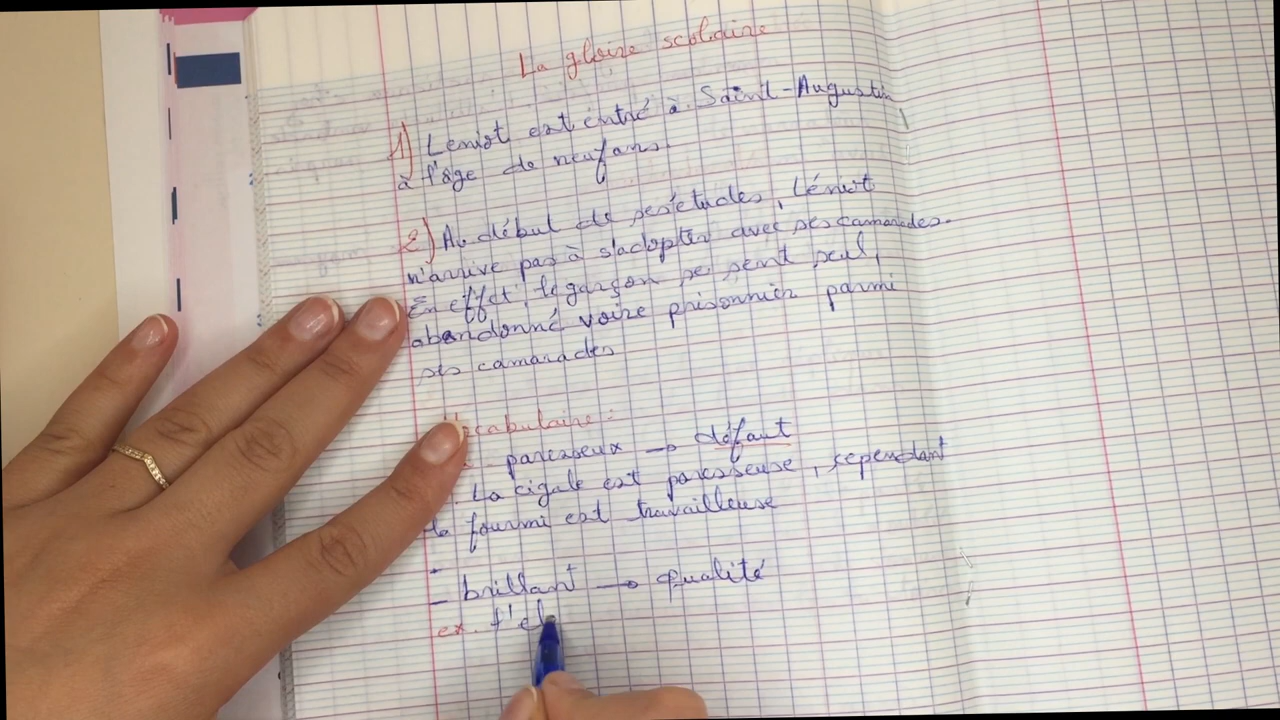 La gloire scolaire
1) Léniot est entré à Saint-Augustin
à l'âge de neuf ans.
2) Au début de ses études, Léniot
n'arrive pas à s'adapter avec ses camarades.
En effet, le garçon se sent seul,
abandonné voire prisonnier parmi
ses camarades
Vocabulaire :
- paresseux → défaut
La cigale est paresseuse, cependant
la fourmi est travailleuse
- brillant → qualité
ex. l'él